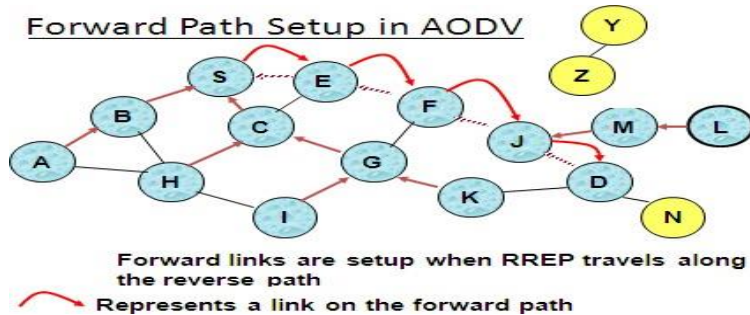 Forward Path Setup in AODV
Y
Z
S
E
B
F
C
J
M
L
A
H
G
D
K
I
N
Forward links are setup when RREP travels along
the reverse path
Represents a link on the forward path